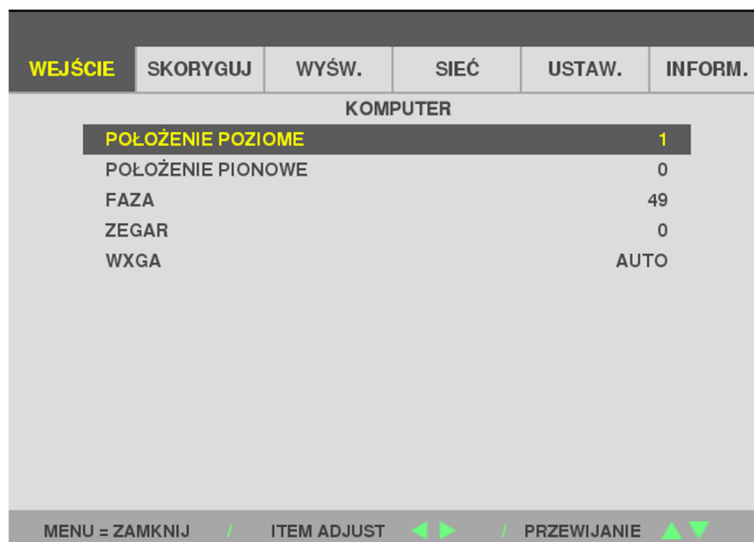 WEJŚCIE SKORYGUJ WYŚW. SIEĆ USTAW. INFORM.
KOMPUTER
POŁOŻENIE POZIOME 1
POŁOŻENIE PIONOWE 0
FAZA 49
ZEGAR 0
WXGA AUTO
MENU = ZAMKNIJ / ITEM ADJUST / PRZEWIJANIE